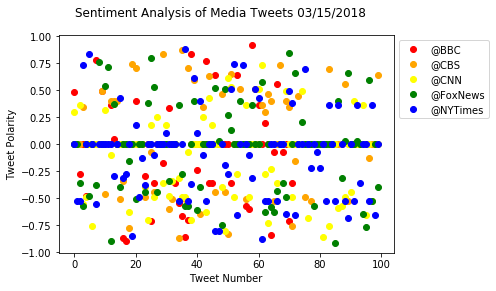 Sentiment Analysis of Media Tweets 03/15/2018
1.00
0.75
0.50
0.25
0.00
−0.25
−0.50
−0.75
−1.00
Tweet Polarity
0 20 40 60 80 100
Tweet Number
@BBC
@CBS
@CNN
@FoxNews
@NYTimes